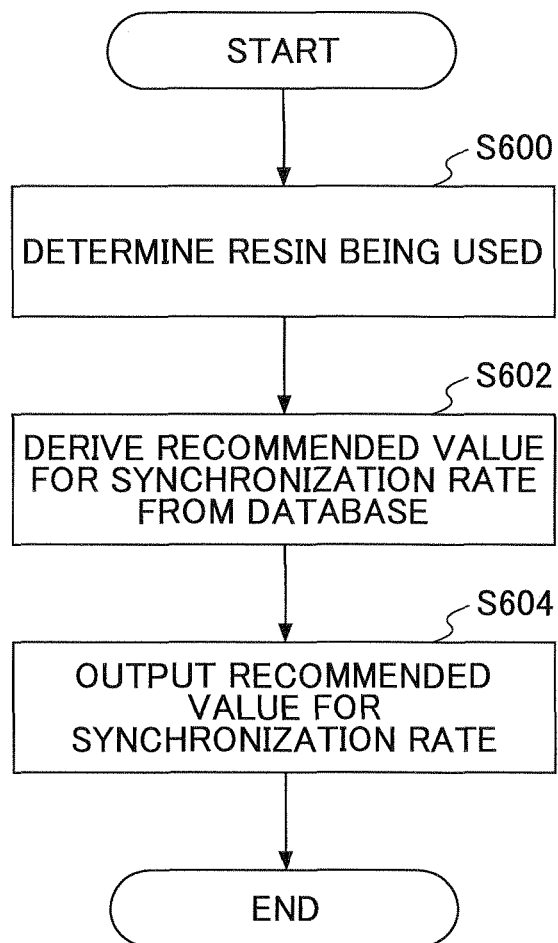 START
S600
DETERMINE RESIN BEING USED
S602
DERIVE RECOMMENDED VALUE
FOR SYNCHRONIZATION RATE
FROM DATABASE
S604
OUTPUT RECOMMENDED
VALUE FOR
SYNCHRONIZATION RATE
END